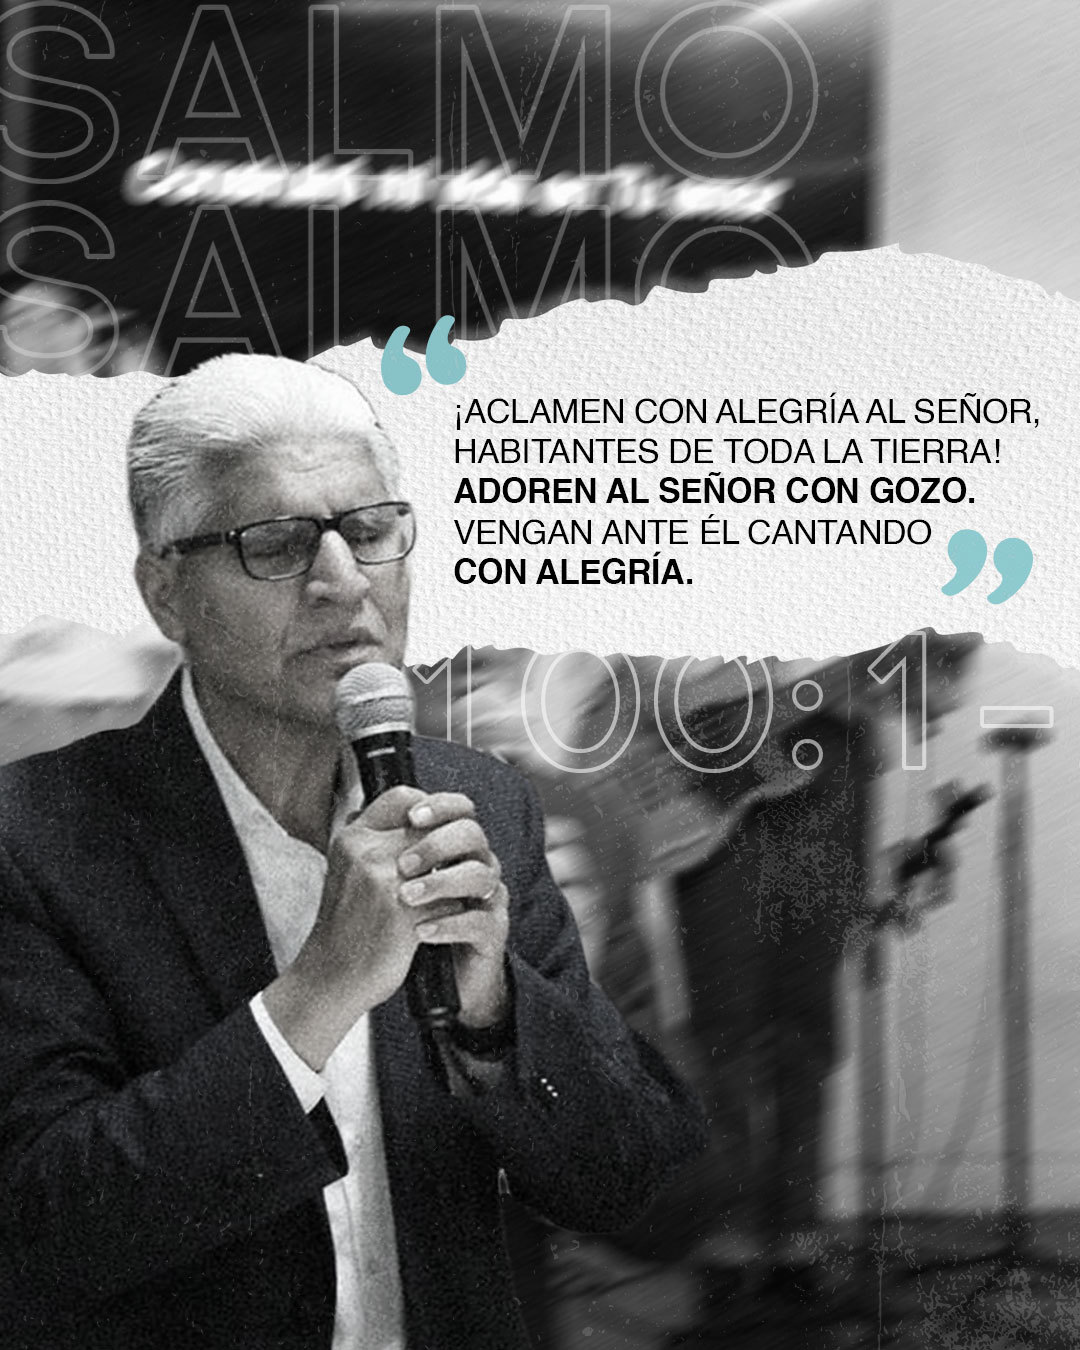 SALMO
SALMO
“
¡ACLAMEN CON ALEGRÍA AL SEÑOR,
HABITANTES DE TODA LA TIERRA!
ADOREN AL SEÑOR CON GOZO.
VENGAN ANTE ÉL CANTANDO
CON ALEGRÍA.
”
100:1-